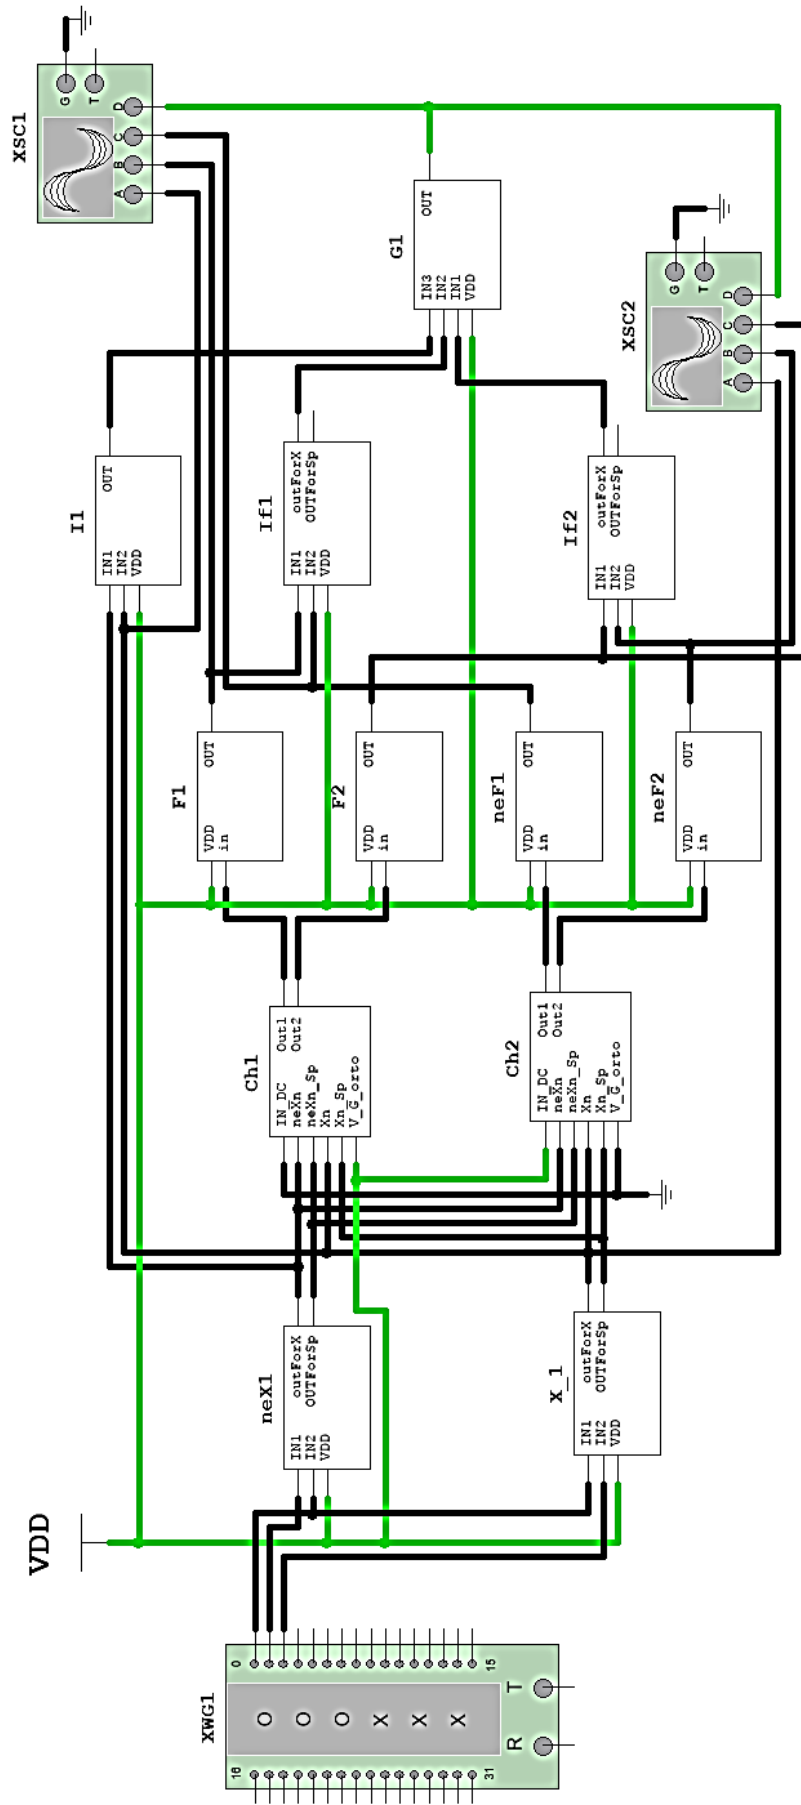 XWG1
16
0
O
O
O
X
X
X
31
15
R
T
VDD
neX1
IN1
IN2
VDD
outForX
OUTForSp
X_1
IN1
IN2
VDD
outForX
OUTForSp
Ch1
IN_DC
neXn
neXn_Sp
Xn
Xn_Sp
V_G_orto
Out1
Out2
Ch2
IN_DC
neXn
neXn_Sp
Xn
Xn_Sp
V_G_orto
Out1
Out2
F1
VDD
in
OUT
F2
VDD
in
OUT
neF1
VDD
in
OUT
neF2
VDD
in
OUT
I1
IN1
IN2
VDD
OUT
If1
IN1
IN2
VDD
outForX
OUTForSp
If2
IN1
IN2
VDD
outForX
OUTForSp
G1
IN3
IN2
IN1
VDD
OUT
XSC1
A
B
C
D
G
T
XSC2
A
B
C
D
G
T